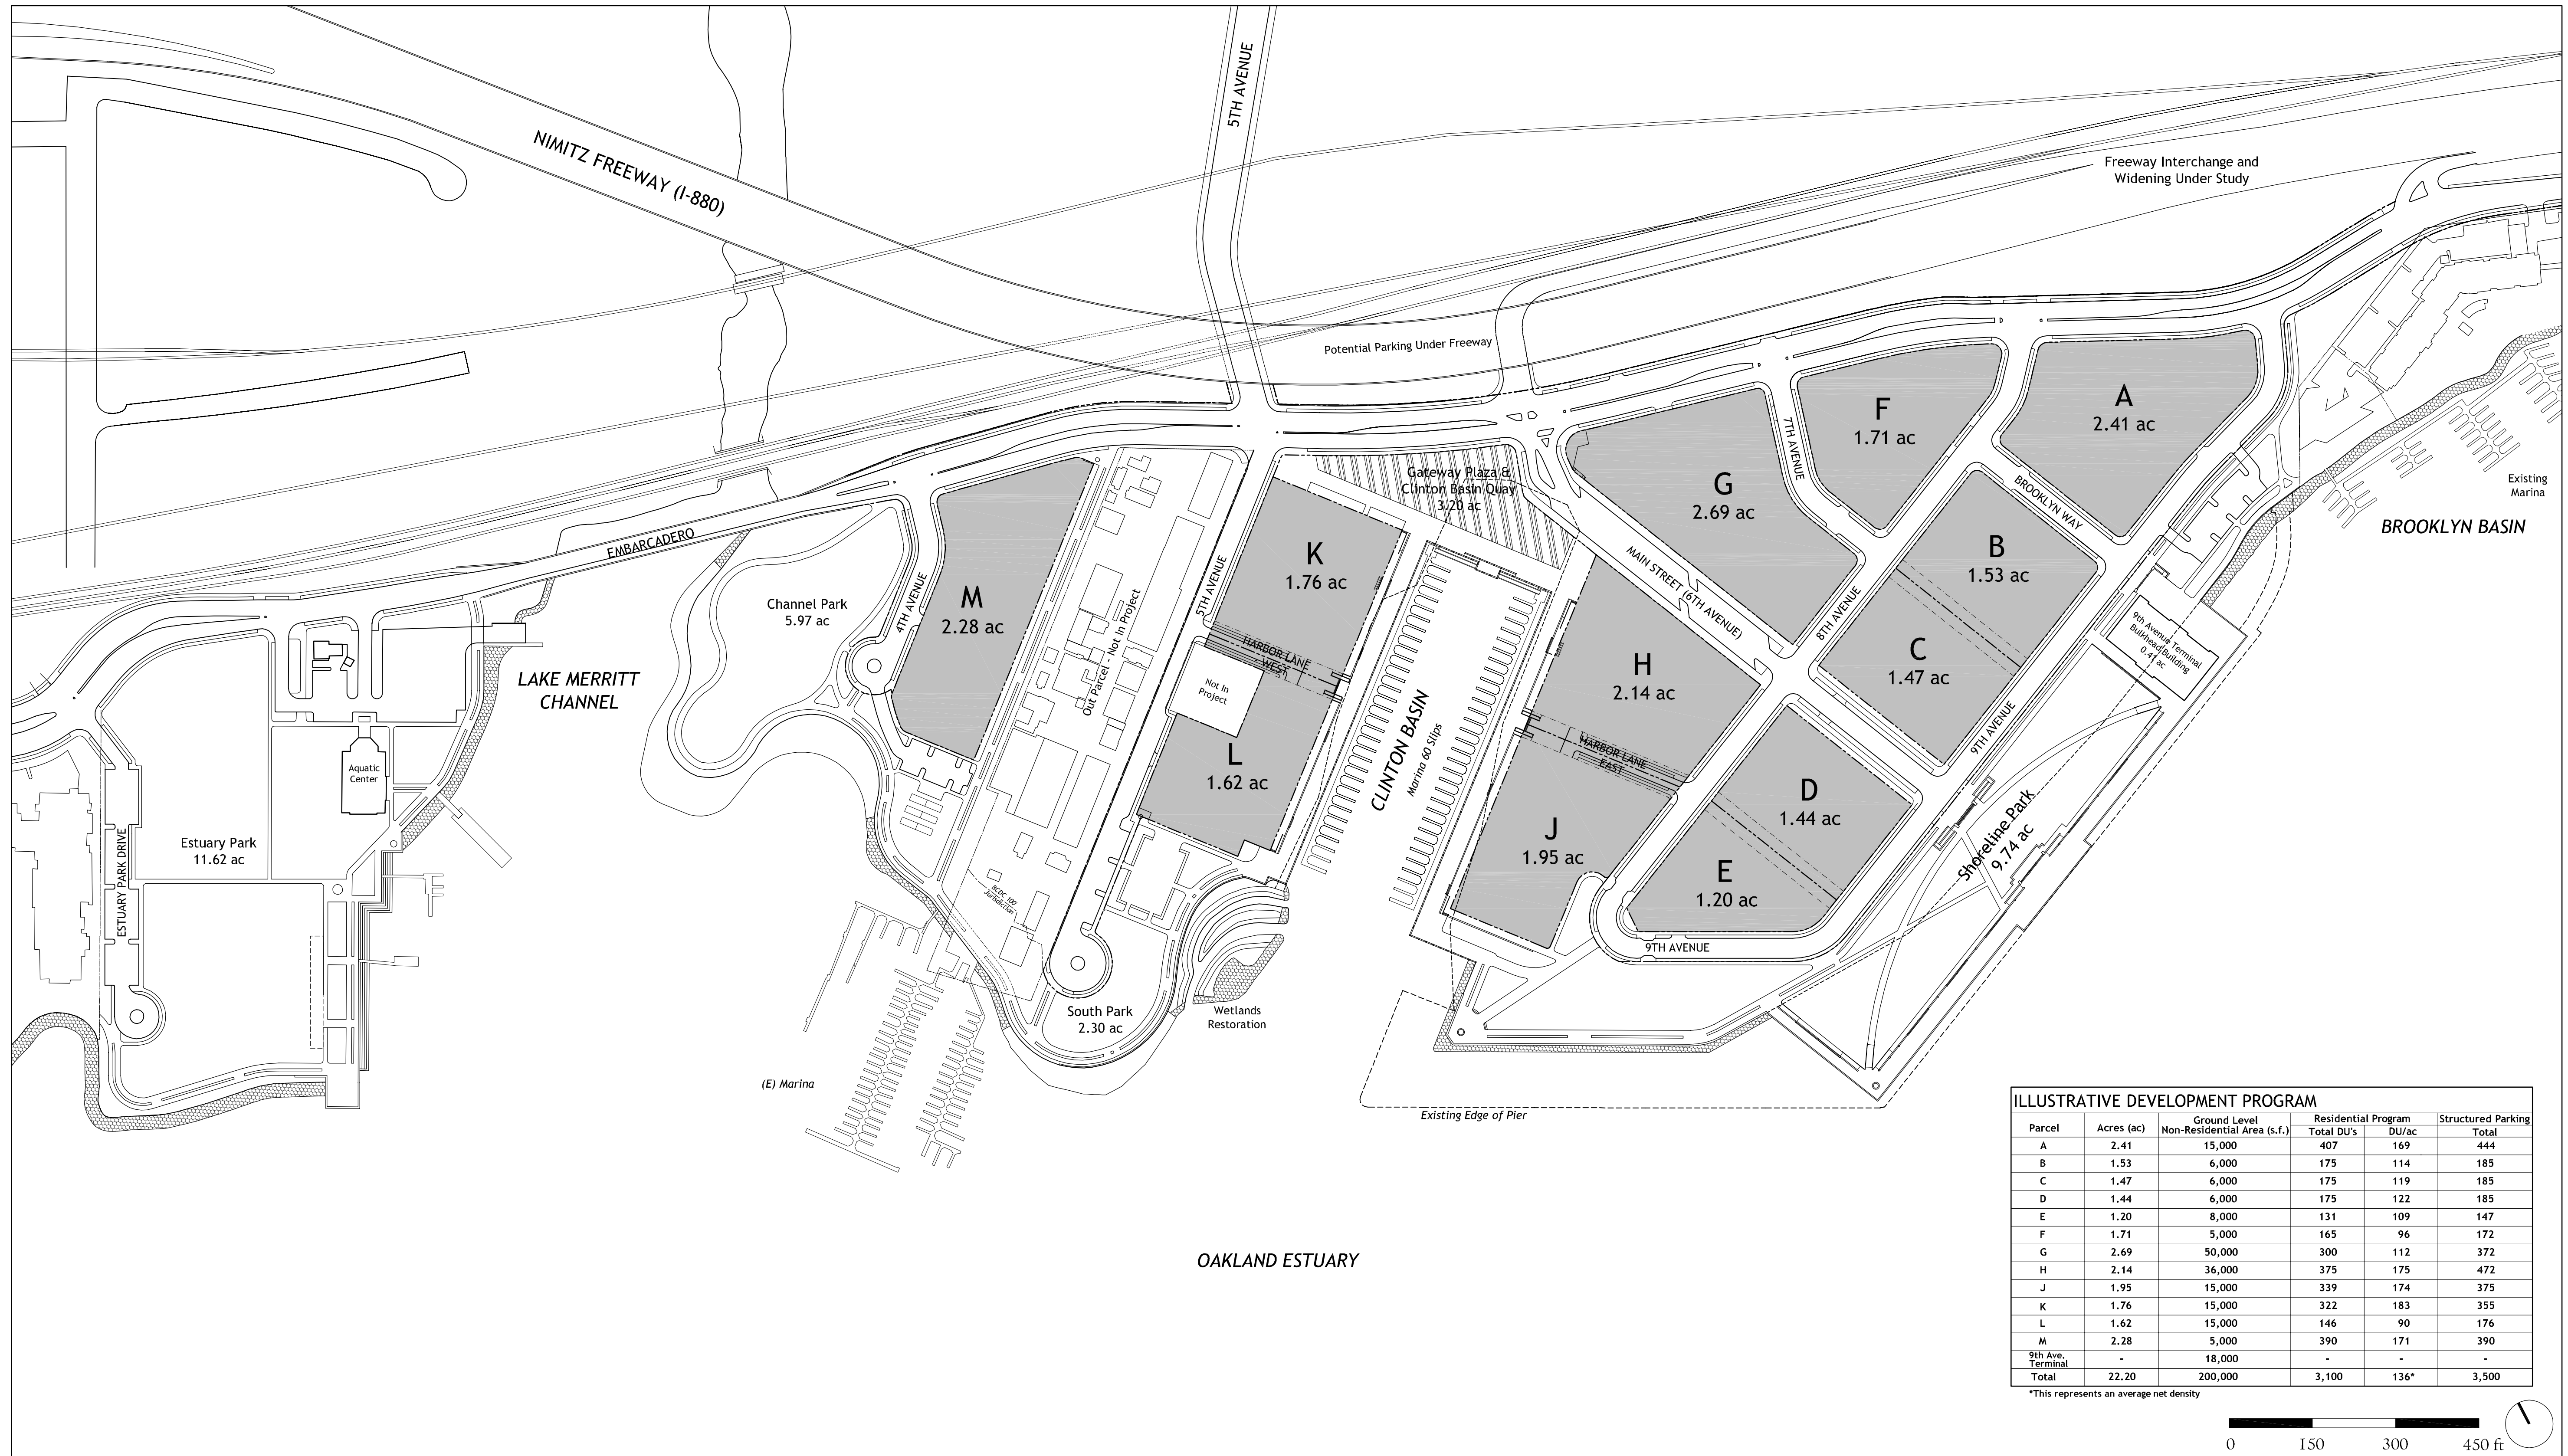 5TH AVENUE
NIMITZ FREEWAY (I-880)
Freeway Interchange and
Widening Under Study
Potential Parking Under Freeway
A
2.41 ac
F
1.71 ac
7TH AVENUE
G
2.69 ac
Gateway Plaza &
Clinton Basin Quay
3.20 ac
BROOKLYN WAY
Existing
Marina
BROOKLYN BASIN
EMBARCADERO
K
1.76 ac
B
1.53 ac
MAIN STREET (6TH AVENUE)
Channel Park
5.97 ac
4TH AVENUE
M
2.28 ac
5TH AVENUE
8TH AVENUE
Out Parcel - Not In Project
HARBOR LANE
WEST
C
1.47 ac
9th Avenue Terminal
Bulkhead Building
0.41 ac
LAKE MERRITT
CHANNEL
Not In
Project
H
2.14 ac
CLINTON BASIN
Marina 60 Slips
9TH AVENUE
HARBOR LANE
EAST
Aquatic
Center
L
1.62 ac
D
1.44 ac
Estuary Park
11.62 ac
ESTUARY PARK DRIVE
J
1.95 ac
Shoreline Park
9.74 ac
E
1.20 ac
BCDC 100'
Jurisdiction
9TH AVENUE
South Park
2.30 ac
Wetlands
Restoration
(E) Marina
Existing Edge of Pier
OAKLAND ESTUARY
ILLUSTRATIVE DEVELOPMENT PROGRAM
Parcel Acres (ac) Ground Level Non-Residential Area (s.f.) Residential Program Structured Parking
Total DU's DU/ac Total
A 2.41 15,000 407 169 444
B 1.53 6,000 175 114 185
C 1.47 6,000 175 119 185
D 1.44 6,000 175 122 185
E 1.20 8,000 131 109 147
F 1.71 5,000 165 96 172
G 2.69 50,000 300 112 372
H 2.14 36,000 375 175 472
J 1.95 15,000 339 174 375
K 1.76 15,000 322 183 355
L 1.62 15,000 146 90 176
M 2.28 5,000 390 171 390
9th Ave. Terminal - 18,000 - - -
Total 22.20 200,000 3,100 136* 3,500
*This represents an average net density
0 150 300 450 ft